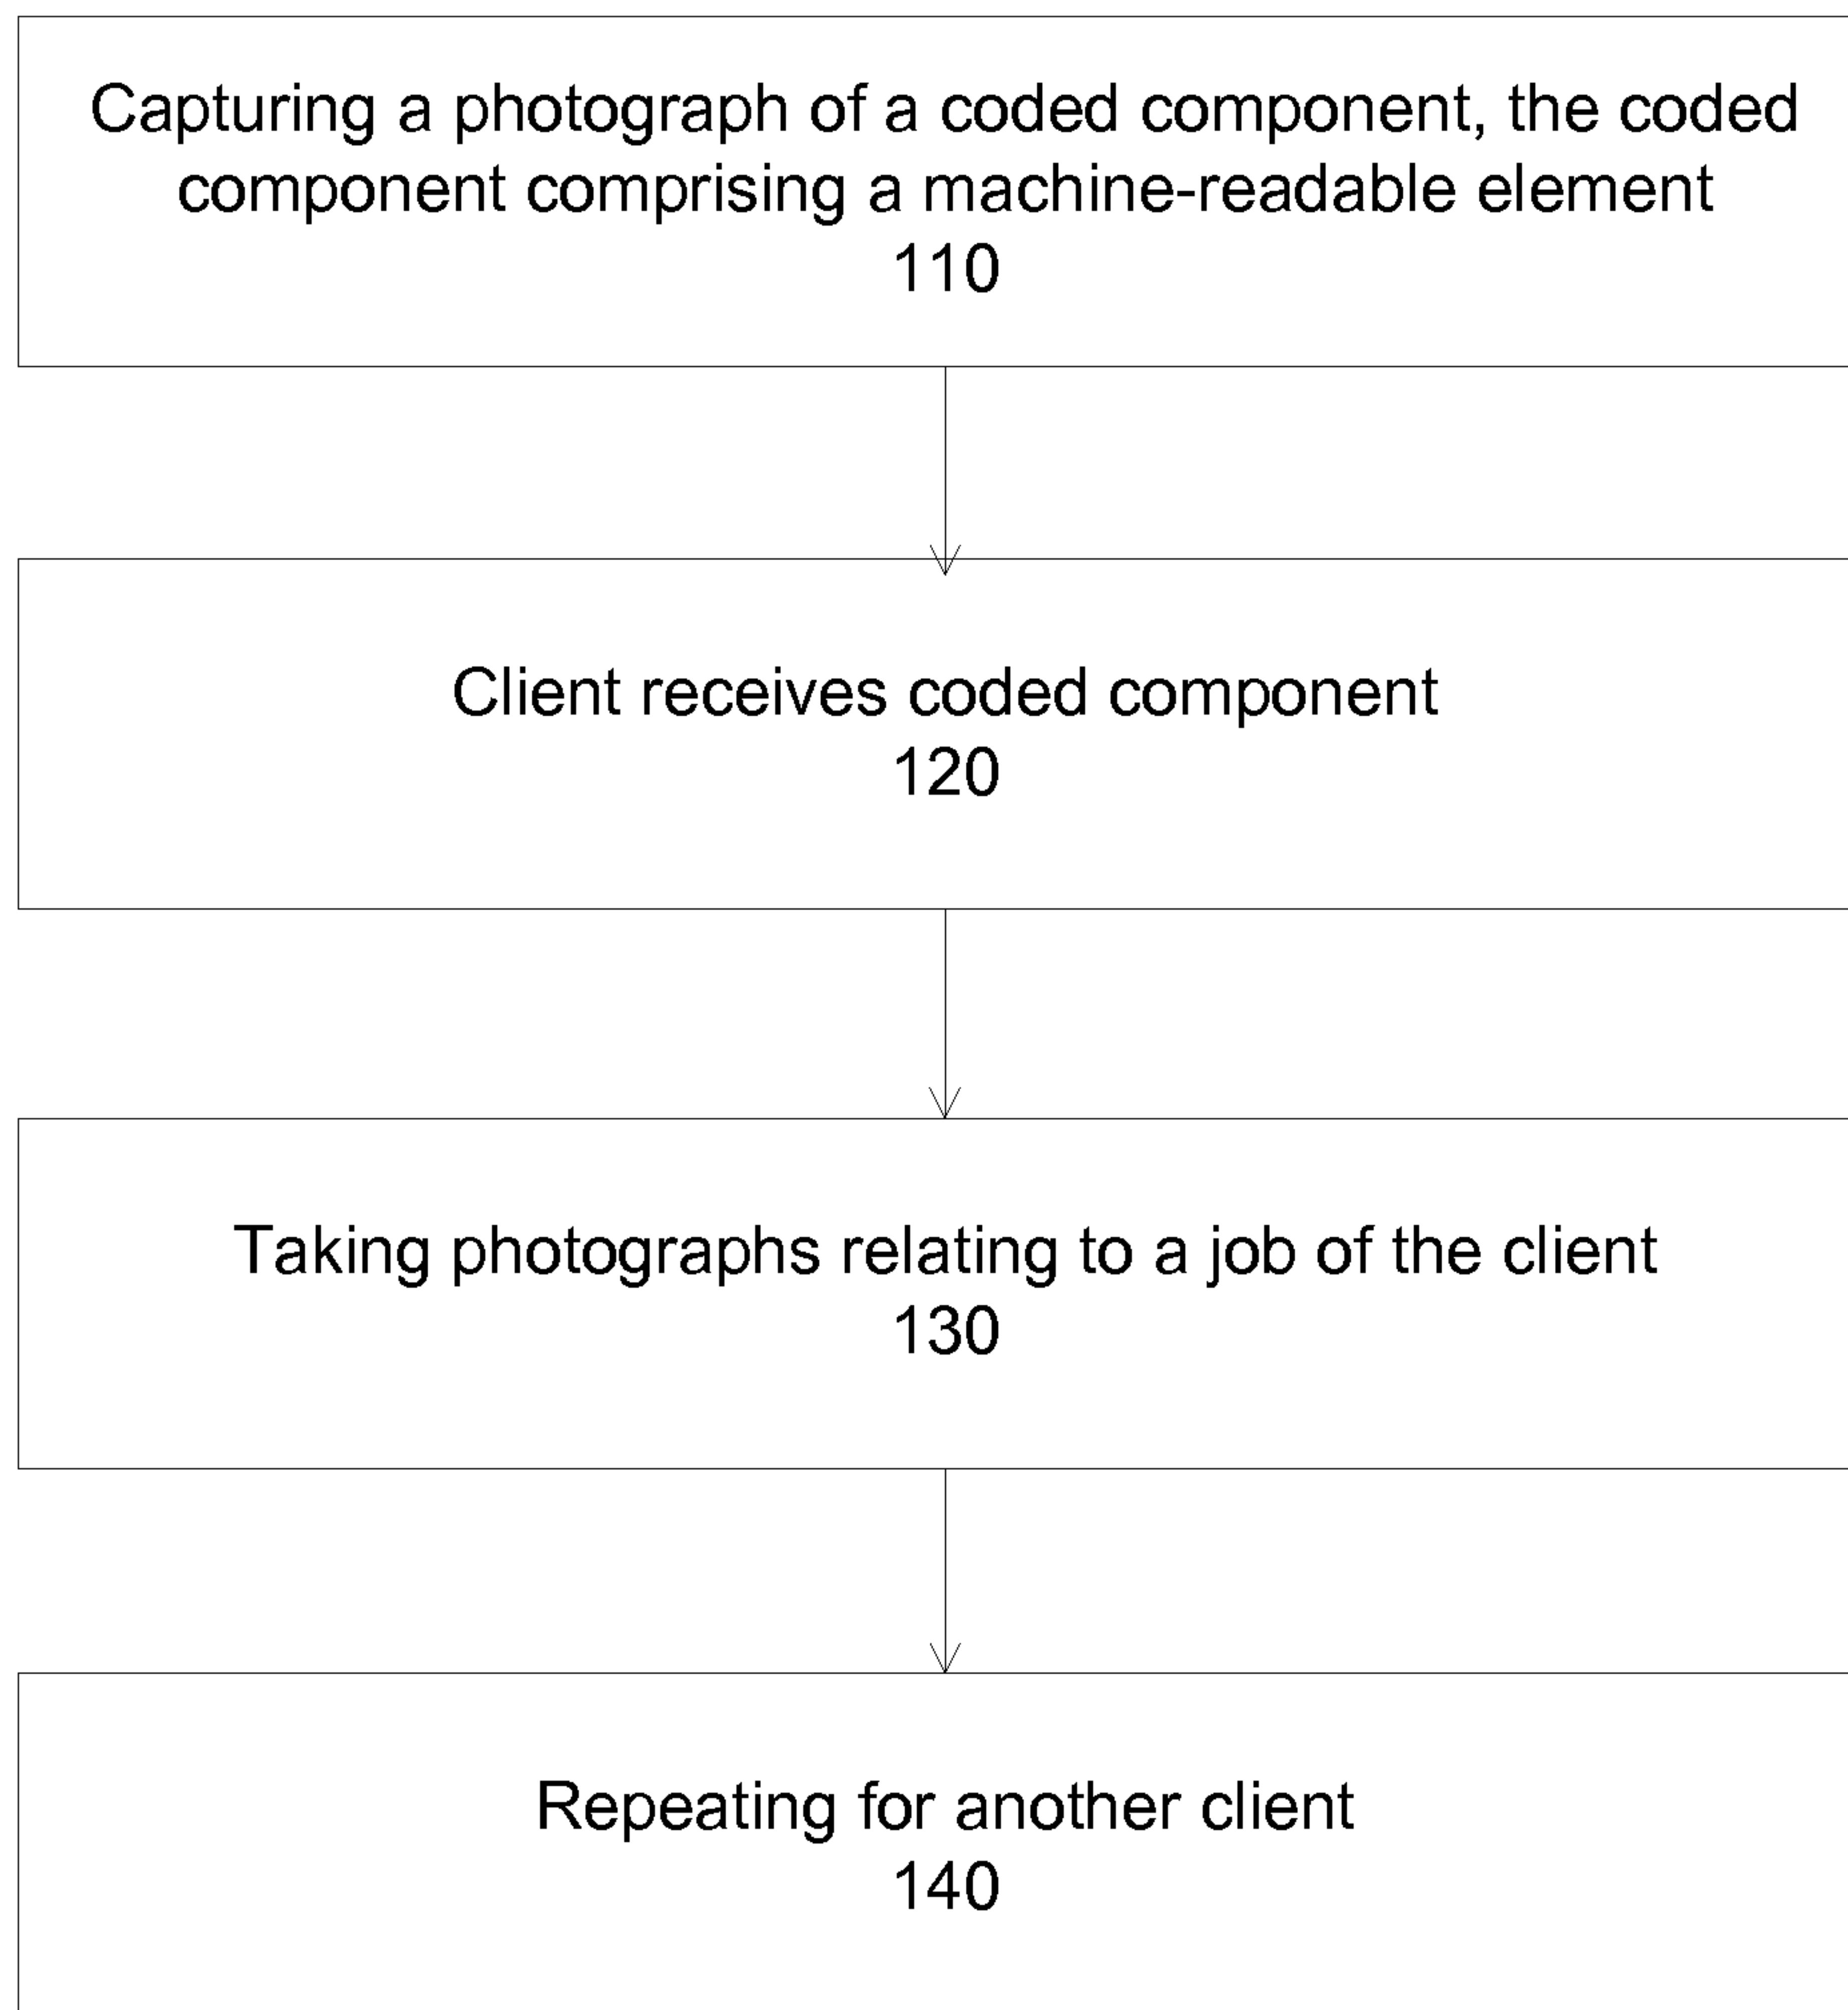 Capturing a photograph of a coded component, the coded
component comprising a machine-readable element
110
Client receives coded component
120
Taking photographs relating to a job of the client
130
Repeating for another client
140